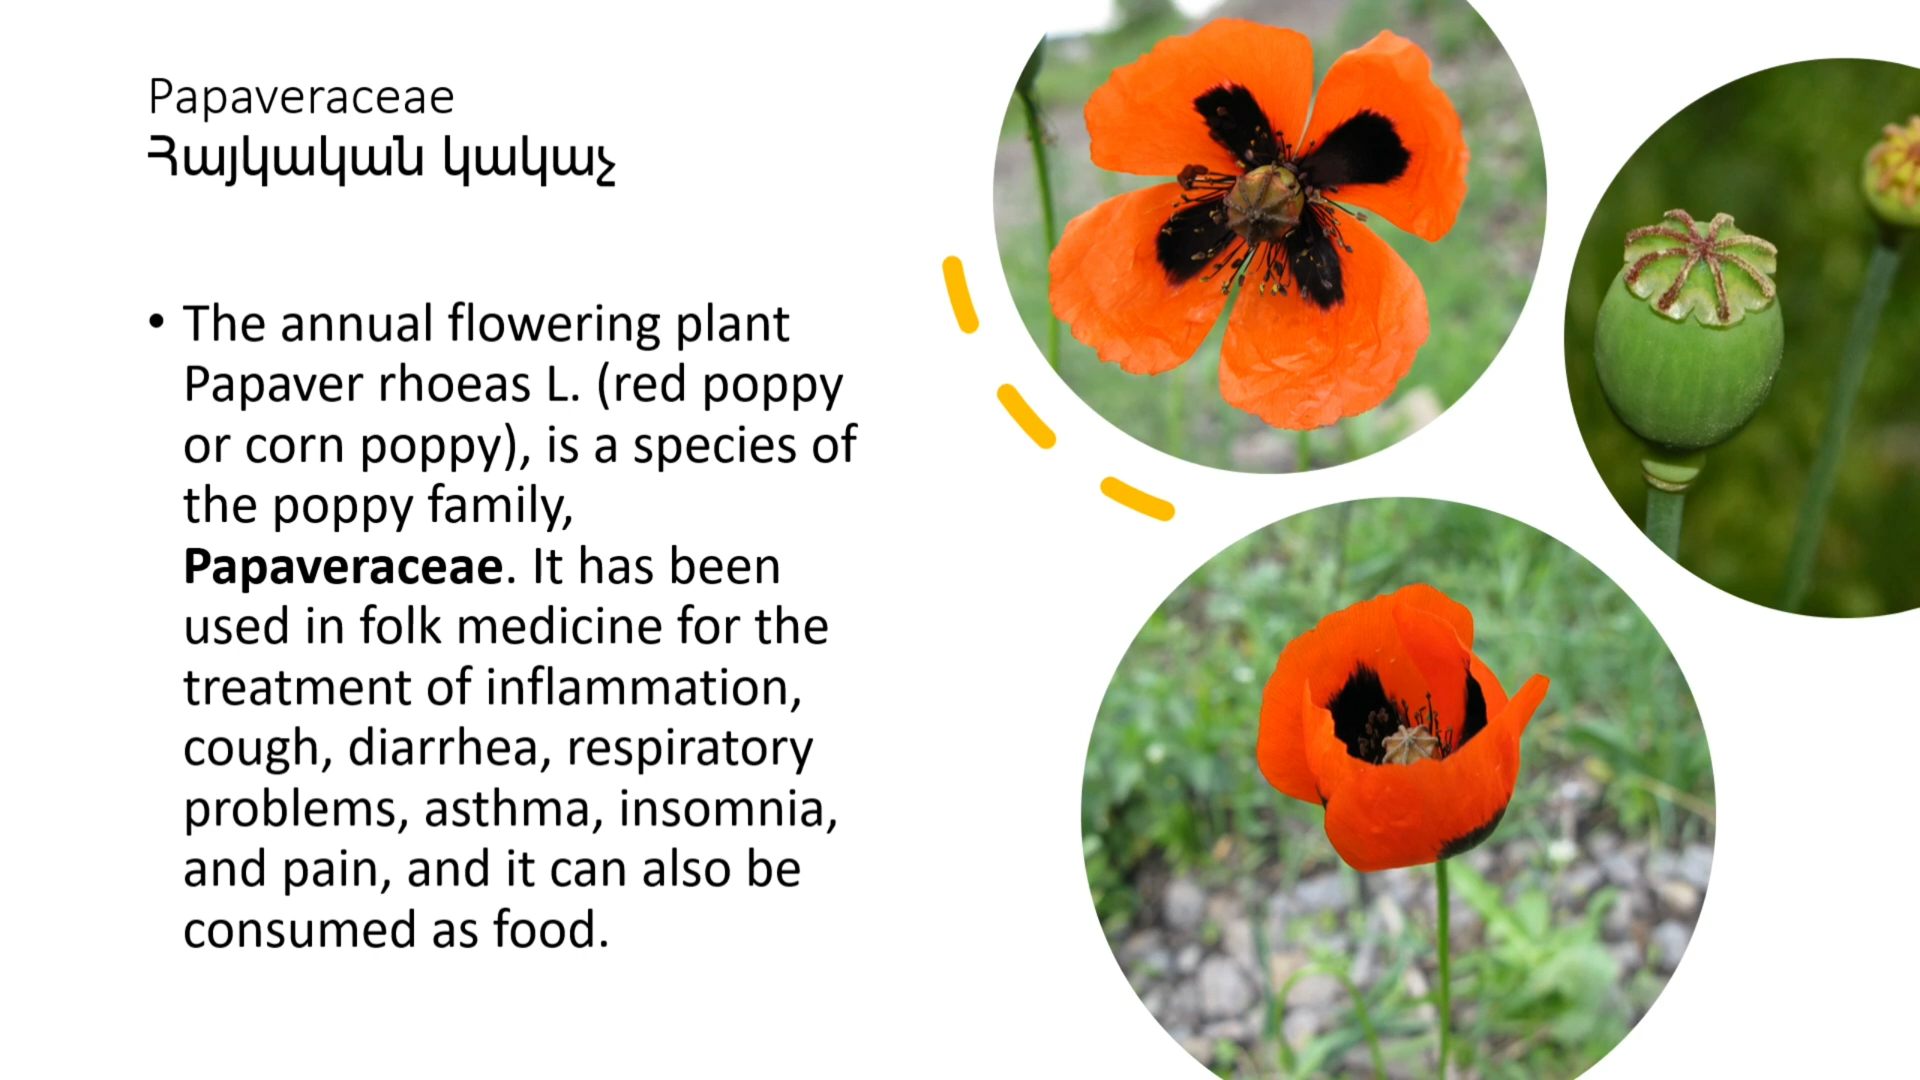 Papaveraceae
Հայկական կակաչ
• The annual flowering plant
Papaver rhoeas L. (red poppy
or corn poppy), is a species of
the poppy family,
Papaveraceae. It has been
used in folk medicine for the
treatment of inflammation,
cough, diarrhea, respiratory
problems, asthma, insomnia,
and pain, and it can also be
consumed as food.